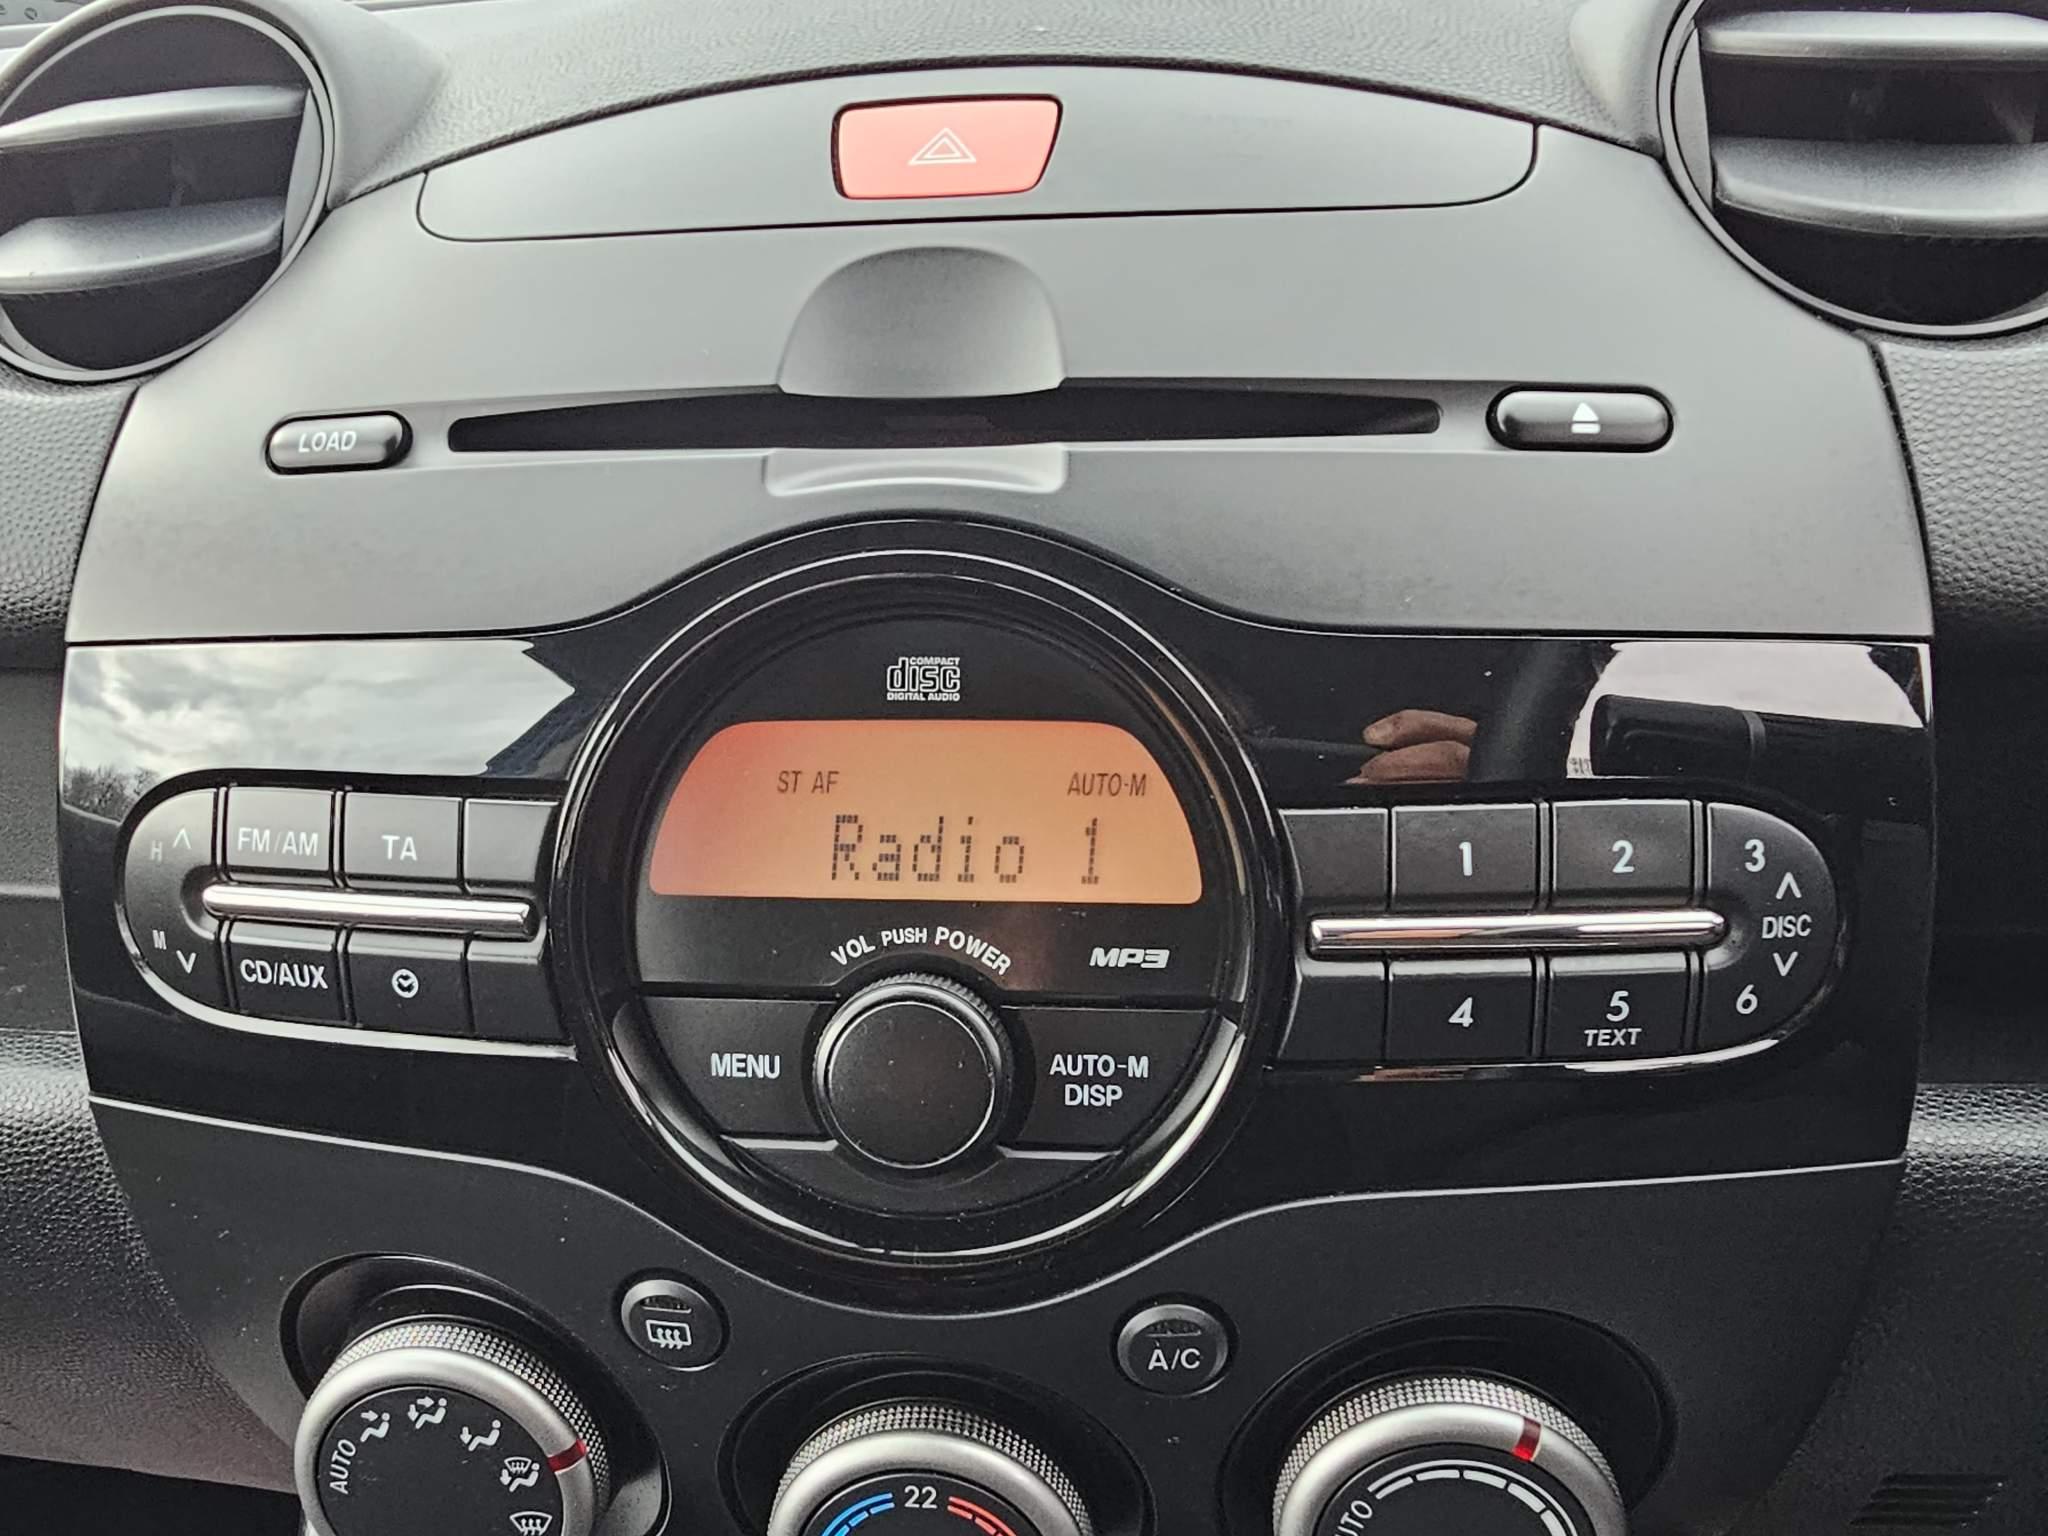 LOAD
COMPACT
disc
DIGITAL AUDIO
ST AF AUTO-M
Radio 1
VOL PUSH POWER
MP3
H
FM/AM
TA
M
CD/AUX
1
2
3
DISC
4
5
TEXT
6
MENU
AUTO-M
DISP
A/C
AUTO
22
AUTO